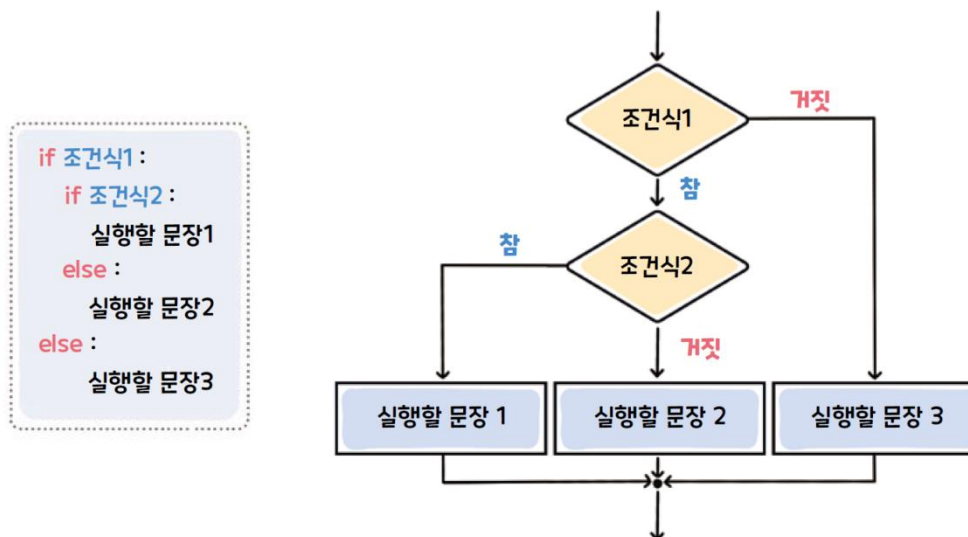 if 조건식1 :
if 조건식2 :
실행할 문장1
else :
실행할 문장2
else :
실행할 문장3
조건식1
거짓
참
조건식2
참
거짓
실행할 문장 1
실행할 문장 2
실행할 문장 3